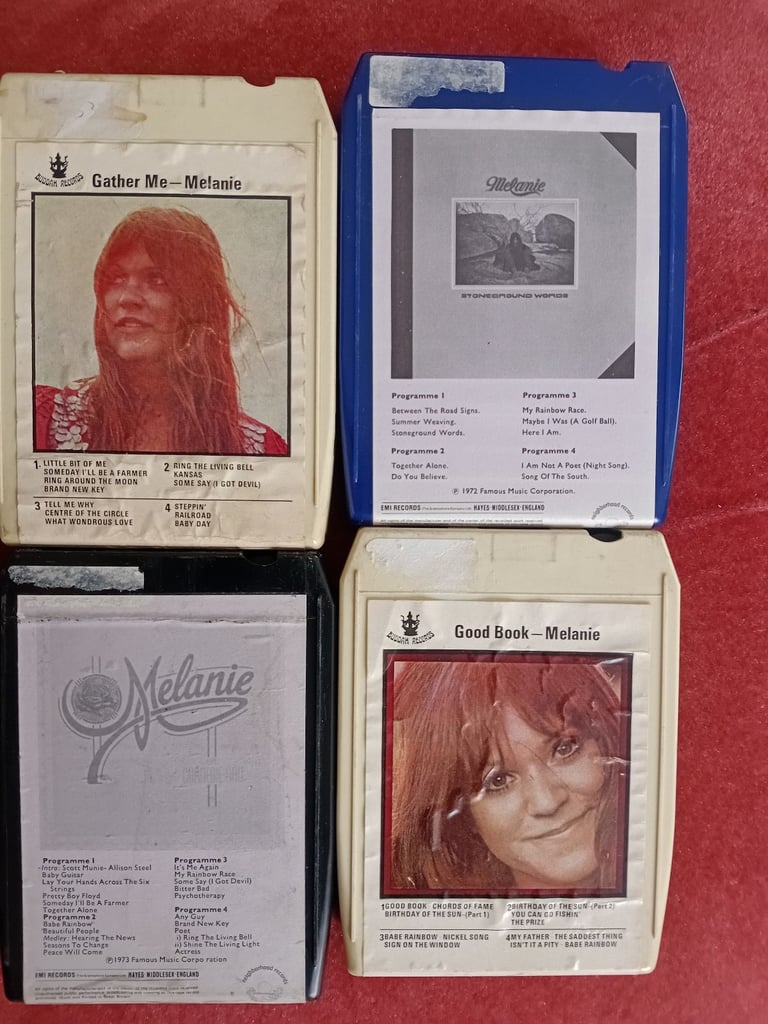 BUDDAH RECORDS
Gather Me – Melanie
1. LITTLE BIT OF ME
SOMEDAY I'LL BE A FARMER
RING AROUND THE MOON
BRAND NEW KEY
2 RING THE LIVING BELL
KANSAS
SOME SAY (I GOT DEVIL)
3 TELL ME WHY
CENTRE OF THE CIRCLE
WHAT WONDROUS LOVE
4 STEPPIN'
RAILROAD
BABY DAY
Melanie
STONEGROUND WORDS
Programme 1
Between The Road Signs.
Summer Weaving.
Stoneground Words.
Programme 2
Together Alone.
Do You Believe.
Programme 3
My Rainbow Race.
Maybe I Was (A Golf Ball).
Here I Am.
Programme 4
I Am Not A Poet (Night Song).
Song Of The South.
℗ 1972 Famous Music Corporation.
EMI RECORDS HAYES·MIDDLESEX·ENGLAND
neighborhood records
Melanie
CARNEGIE HALL
Programme 1
Intro: Scott Munie- Allison Steel
Baby Guitar
Lay Your Hands Across The Six
Strings
Pretty Boy Floyd
Someday I'll Be A Farmer
Together Alone
Programme 2
Babe Rainbow
Beautiful People
Medley: Hearing The News
Seasons To Change
Peace Will Come
Programme 3
It's Me Again
My Rainbow Race
Some Say (I Got Devil)
Bitter Bad
Psychotherapy
Programme 4
Any Guy
Brand New Key
Poet
i) Ring The Living Bell
ii) Shine The Living Light
Actress
℗1973 Famous Music Corporation
EMI RECORDS HAYES·MIDDLESEX·ENGLAND
neighborhood records
BUDDAH RECORDS
Good Book – Melanie
1 GOOD BOOK · CHORDS OF FAME
BIRTHDAY OF THE SUN-(Part 1)
2 BIRTHDAY OF THE SUN-(Part 2)
YOU CAN GO FISHIN'
THE PRIZE
3 BABE RAINBOW · NICKEL SONG
SIGN ON THE WINDOW
4 MY FATHER · THE SADDEST THING
ISN'T IT A PITY · BABE RAINBOW